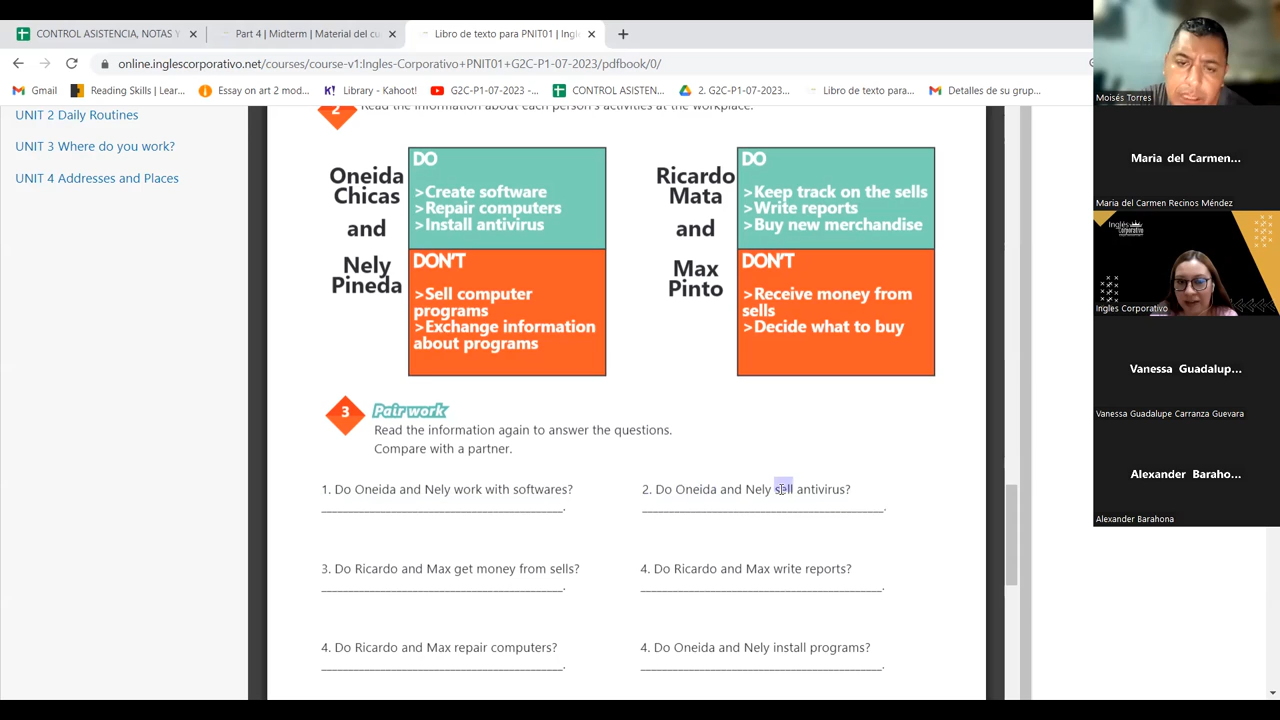 CONTROL ASISTENCIA, NOTAS Y
Part 4 | Midterm | Material del cu
Libro de texto para PNIT01 | Ingl
online.inglescorporativo.net/courses/course-v1:Ingles-Corporativo+PNIT01+G2C-P1-07-2023/pdfbook/0/
Gmail
Reading Skills | Lear...
Essay on art 2 mod...
Library - Kahoot!
G2C-P1-07-2023 -...
CONTROL ASISTEN...
2. G2C-P1-07-2023...
Libro de texto para...
Detalles de su grup...
UNIT 2 Daily Routines
UNIT 3 Where do you work?
UNIT 4 Addresses and Places
2 Read the information about each person's activities at the workplace.
Oneida
Chicas
and
Nely
Pineda
DO
>Create software
>Repair computers
>Install antivirus
DON'T
>Sell computer
programs
>Exchange information
about programs
Ricardo
Mata
and
Max
Pinto
DO
>Keep track on the sells
>Write reports
>Buy new merchandise
DON'T
>Receive money from
sells
>Decide what to buy
3 Pair work
Read the information again to answer the questions.
Compare with a partner.
1. Do Oneida and Nely work with softwares?
2. Do Oneida and Nely sell antivirus?
3. Do Ricardo and Max get money from sells?
4. Do Ricardo and Max write reports?
4. Do Ricardo and Max repair computers?
4. Do Oneida and Nely install programs?
Moisés Torres
Maria del Carmen...
Maria del Carmen Recinos Méndez
Inglés
Corporativo
Ingles Corporativo
Vanessa Guadalup...
Vanessa Guadalupe Carranza Guevara
Alexander Baraho...
Alexander Barahona